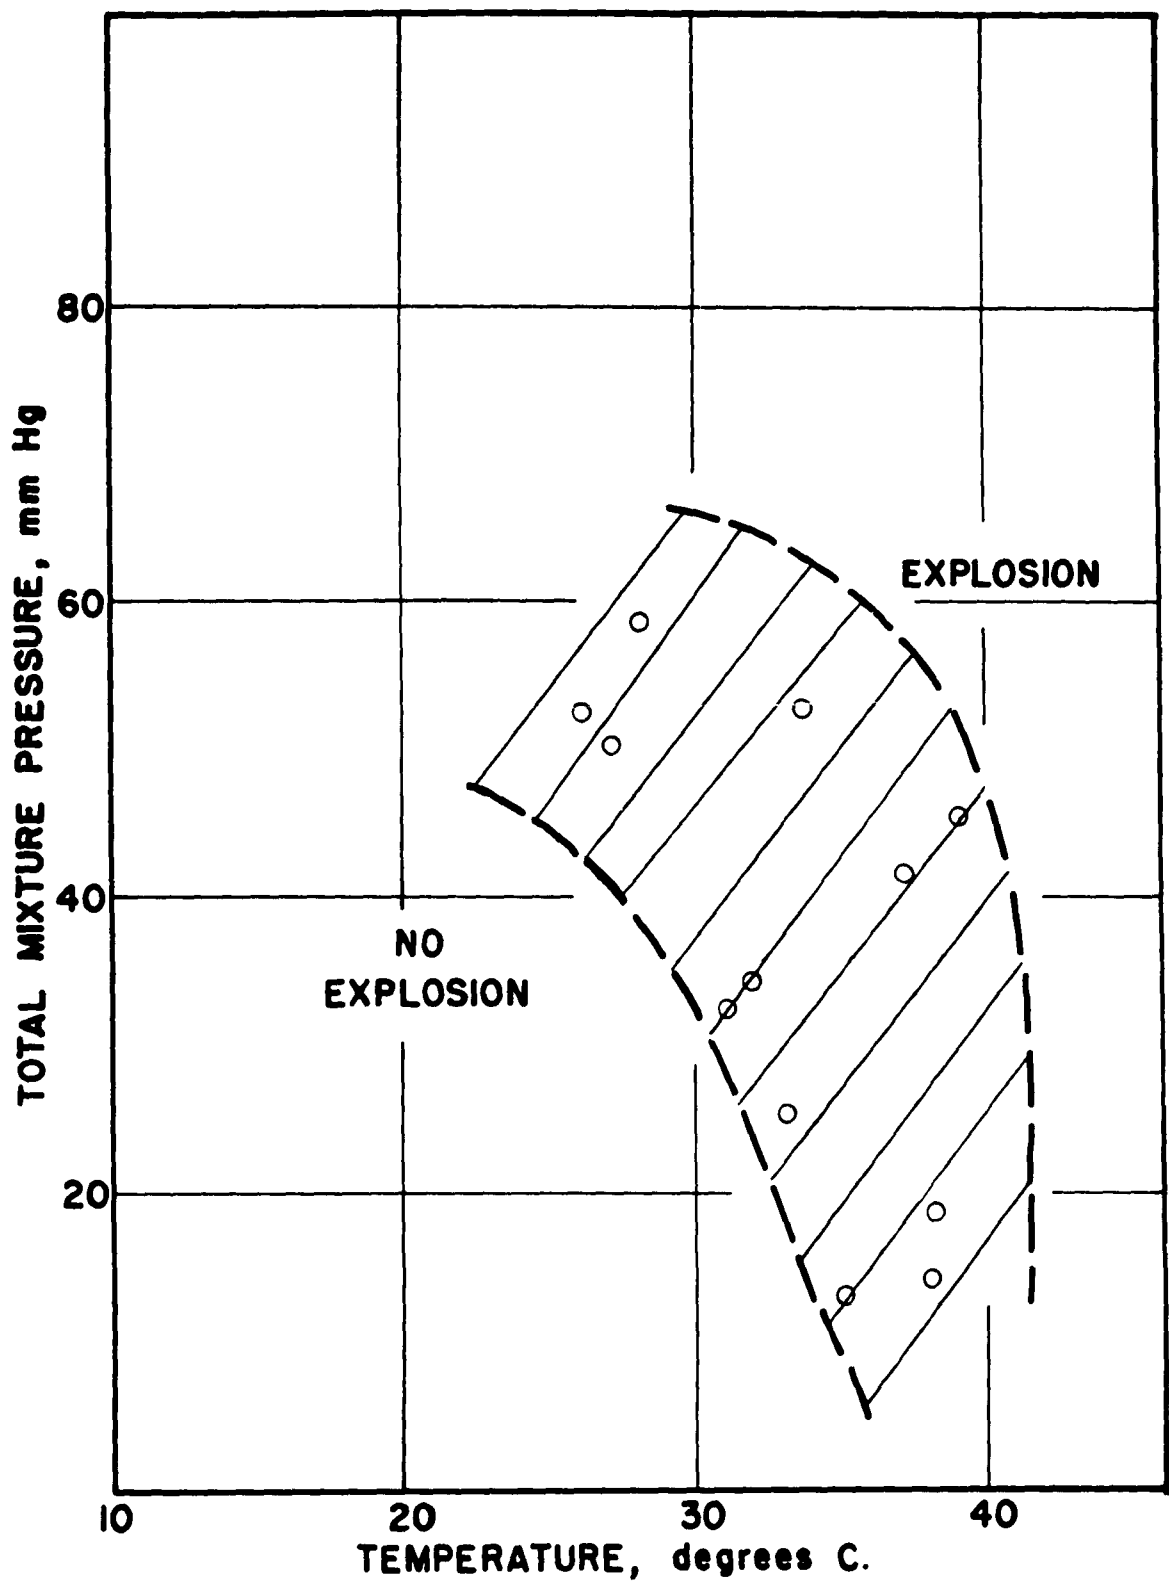 80
60
40
20
TOTAL MIXTURE PRESSURE, mm Hg
EXPLOSION
NO
EXPLOSION
10 20 30 40
TEMPERATURE, degrees C.